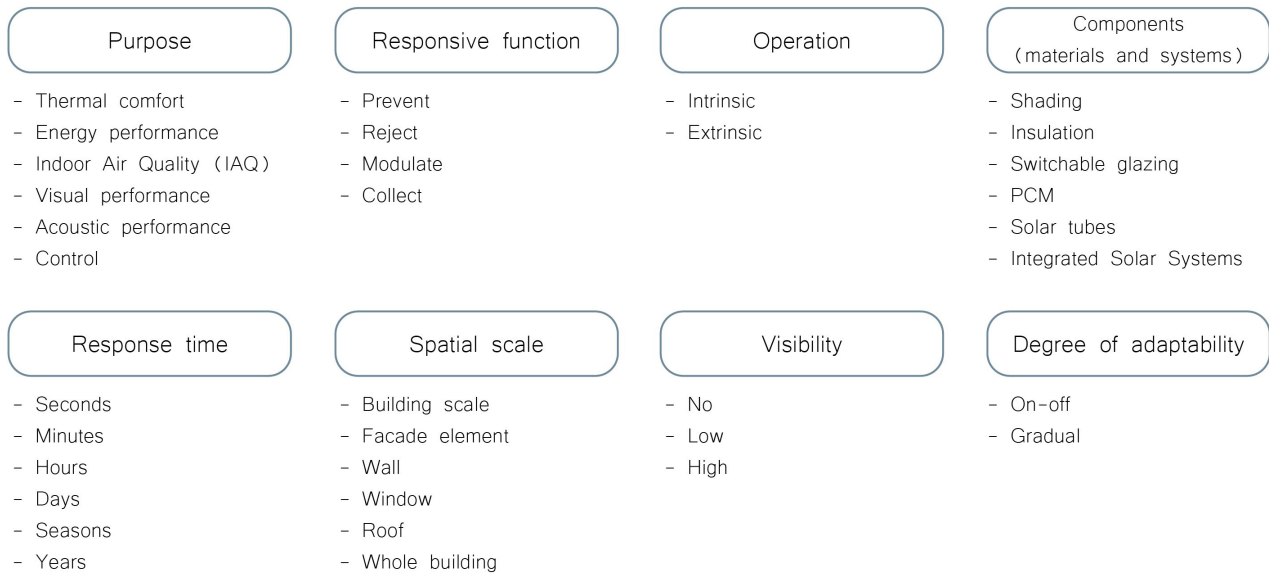 Purpose
- Thermal comfort
- Energy performance
- Indoor Air Quality (IAQ)
- Visual performance
- Acoustic performance
- Control
Responsive function
- Prevent
- Reject
- Modulate
- Collect
Operation
- Intrinsic
- Extrinsic
Components
(materials and systems)
- Shading
- Insulation
- Switchable glazing
- PCM
- Solar tubes
- Integrated Solar Systems
Response time
- Seconds
- Minutes
- Hours
- Days
- Seasons
- Years
Spatial scale
- Building scale
- Facade element
- Wall
- Window
- Roof
- Whole building
Visibility
- No
- Low
- High
Degree of adaptability
- On-off
- Gradual